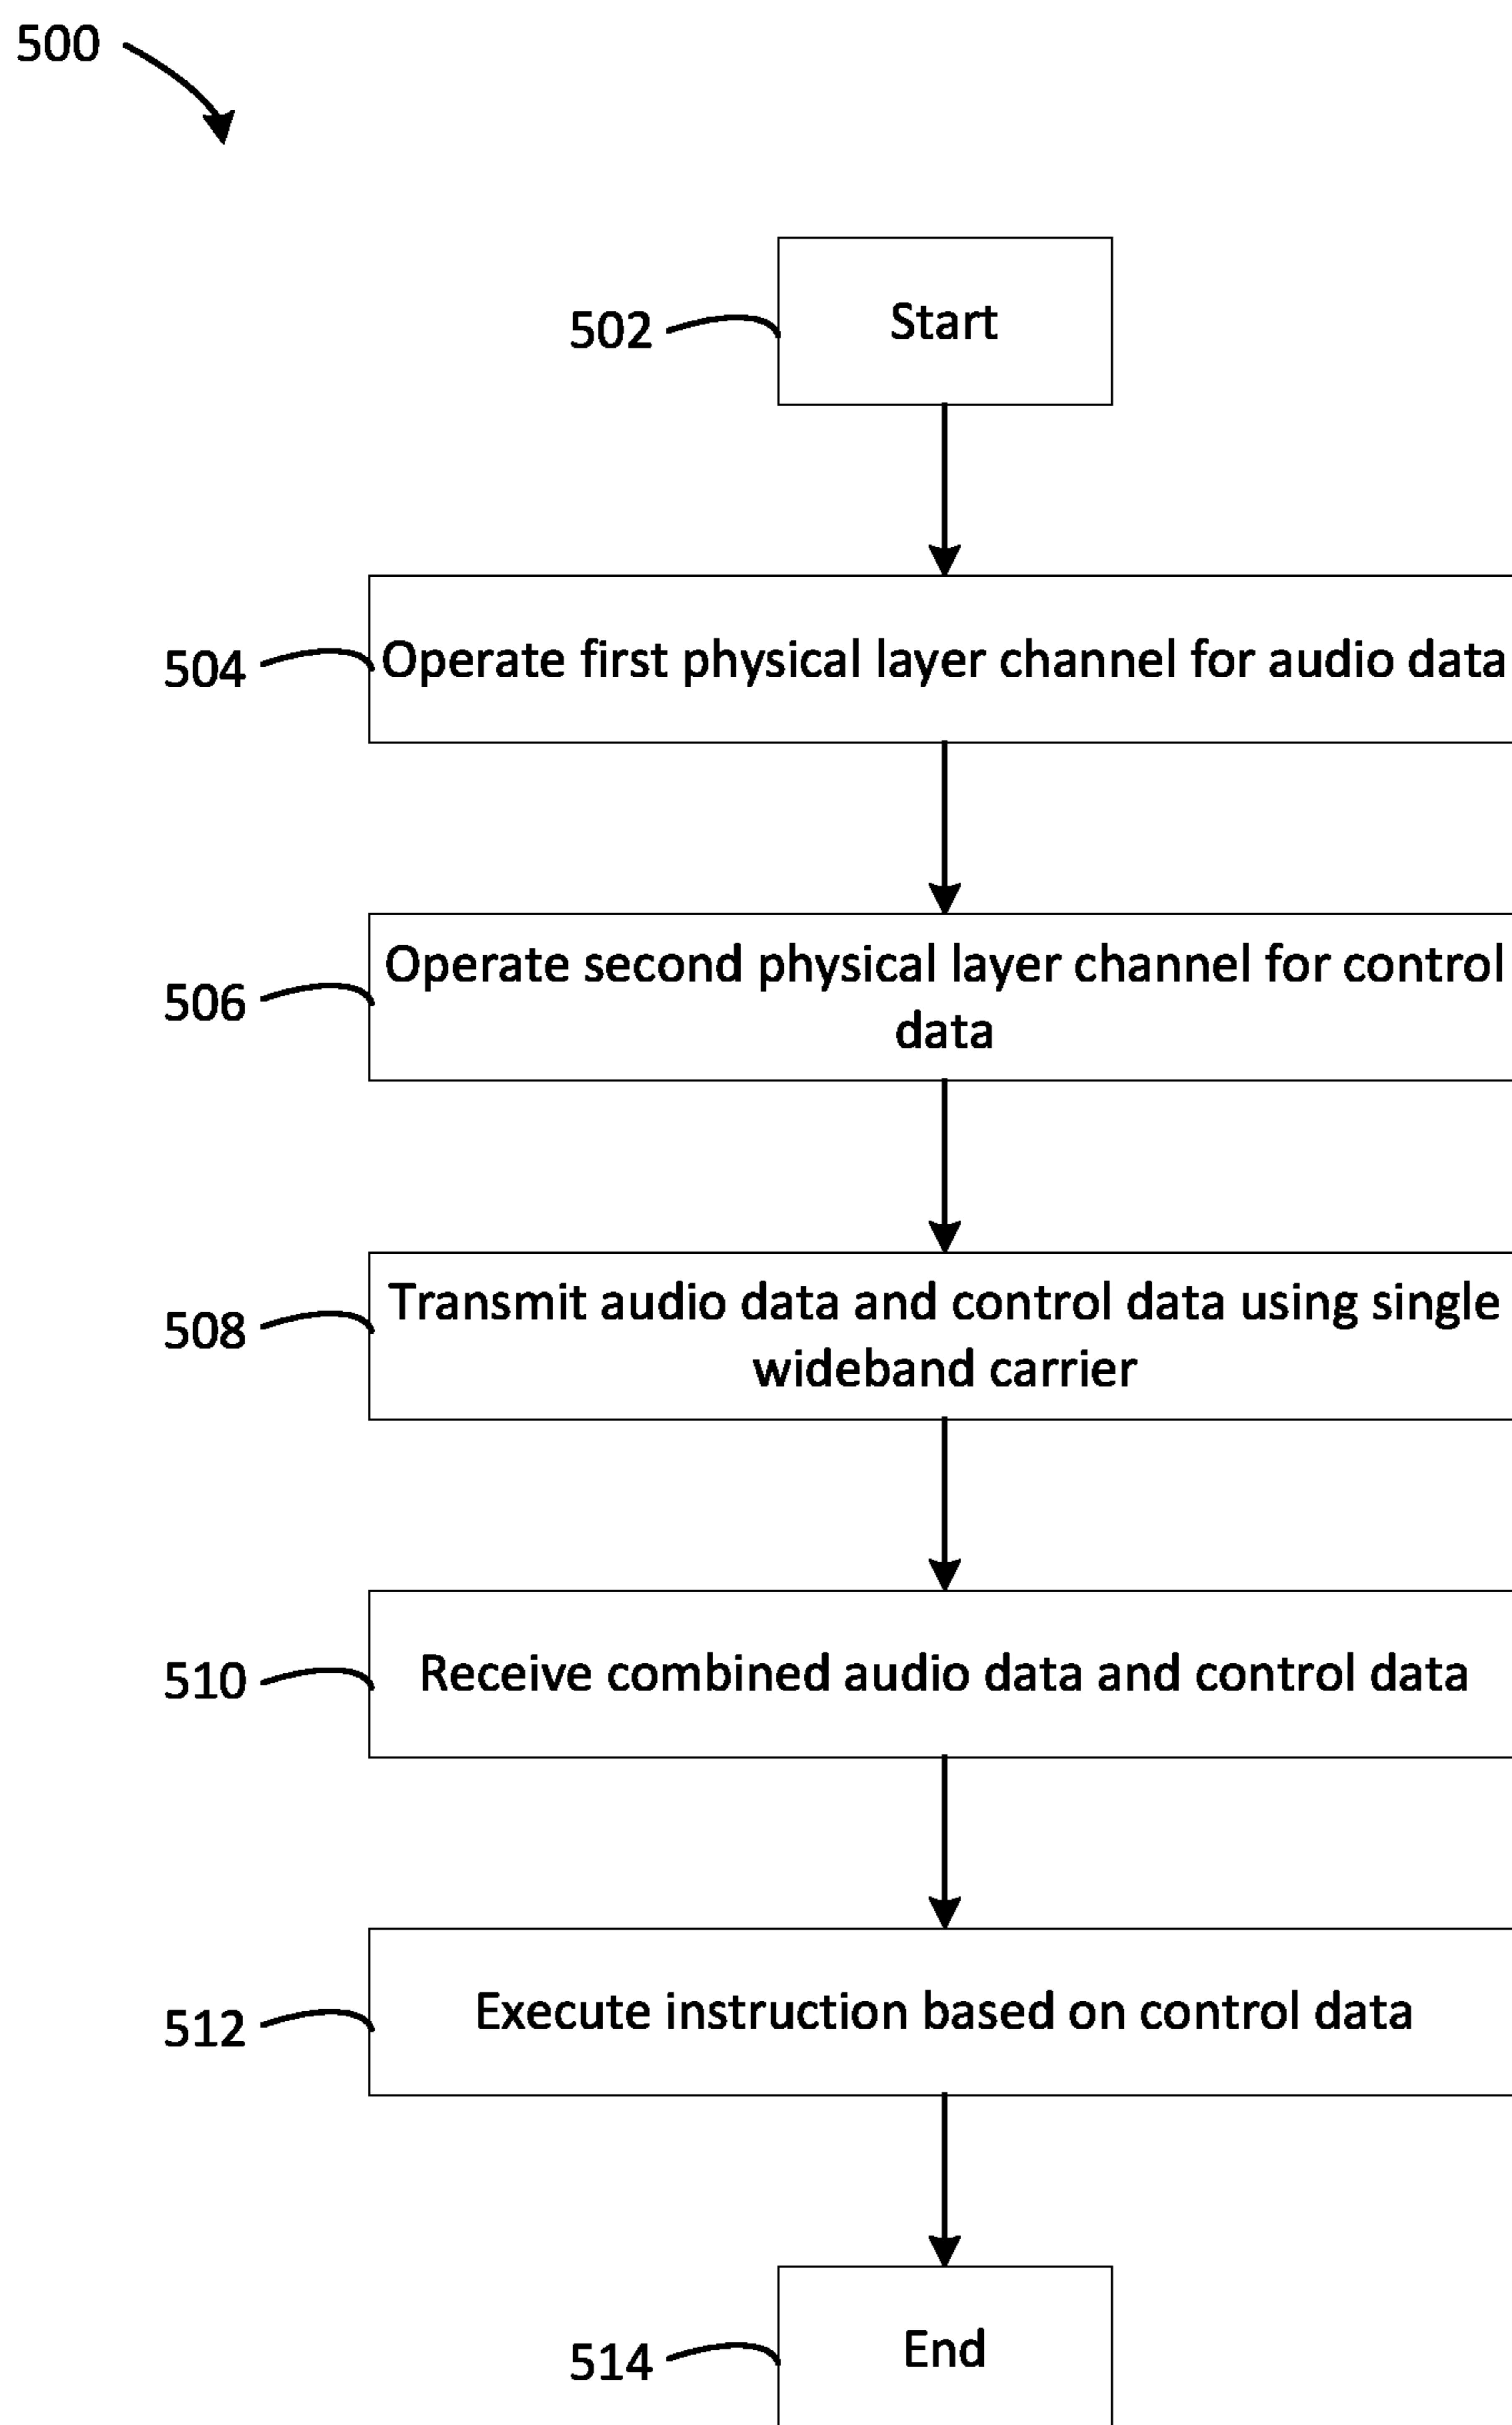 500
502
Start
504
Operate first physical layer channel for audio data
506
Operate second physical layer channel for control
data
508
Transmit audio data and control data using single
wideband carrier
510
Receive combined audio data and control data
512
Execute instruction based on control data
514
End